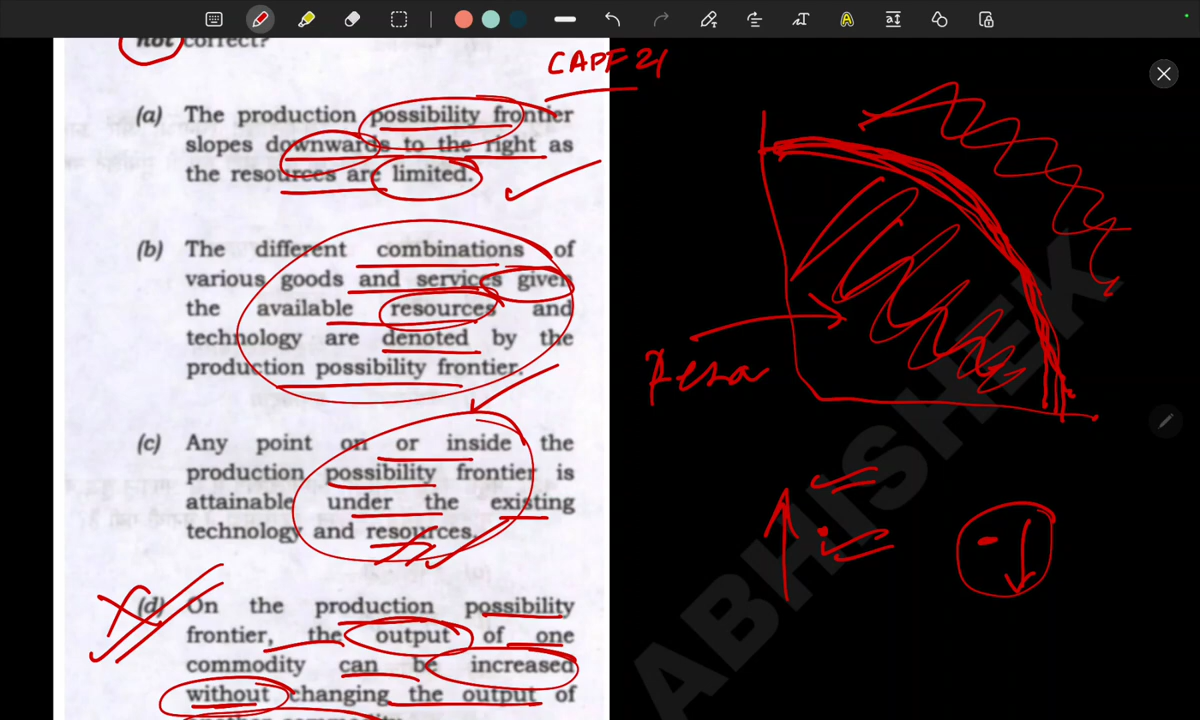 not correct?
CAPF 21
(a) The production possibility frontier
slopes downwards to the right as
the resources are limited.
(b) The different combinations of
various goods and services given
the available resources and
technology are denoted by the
production possibility frontier.
(c) Any point on or inside the
production possibility frontier is
attainable under the existing
technology and resources.
(d) On the production possibility
frontier, the output of one
commodity can be increased
without changing the output of
another commodity.
ABHISHEK